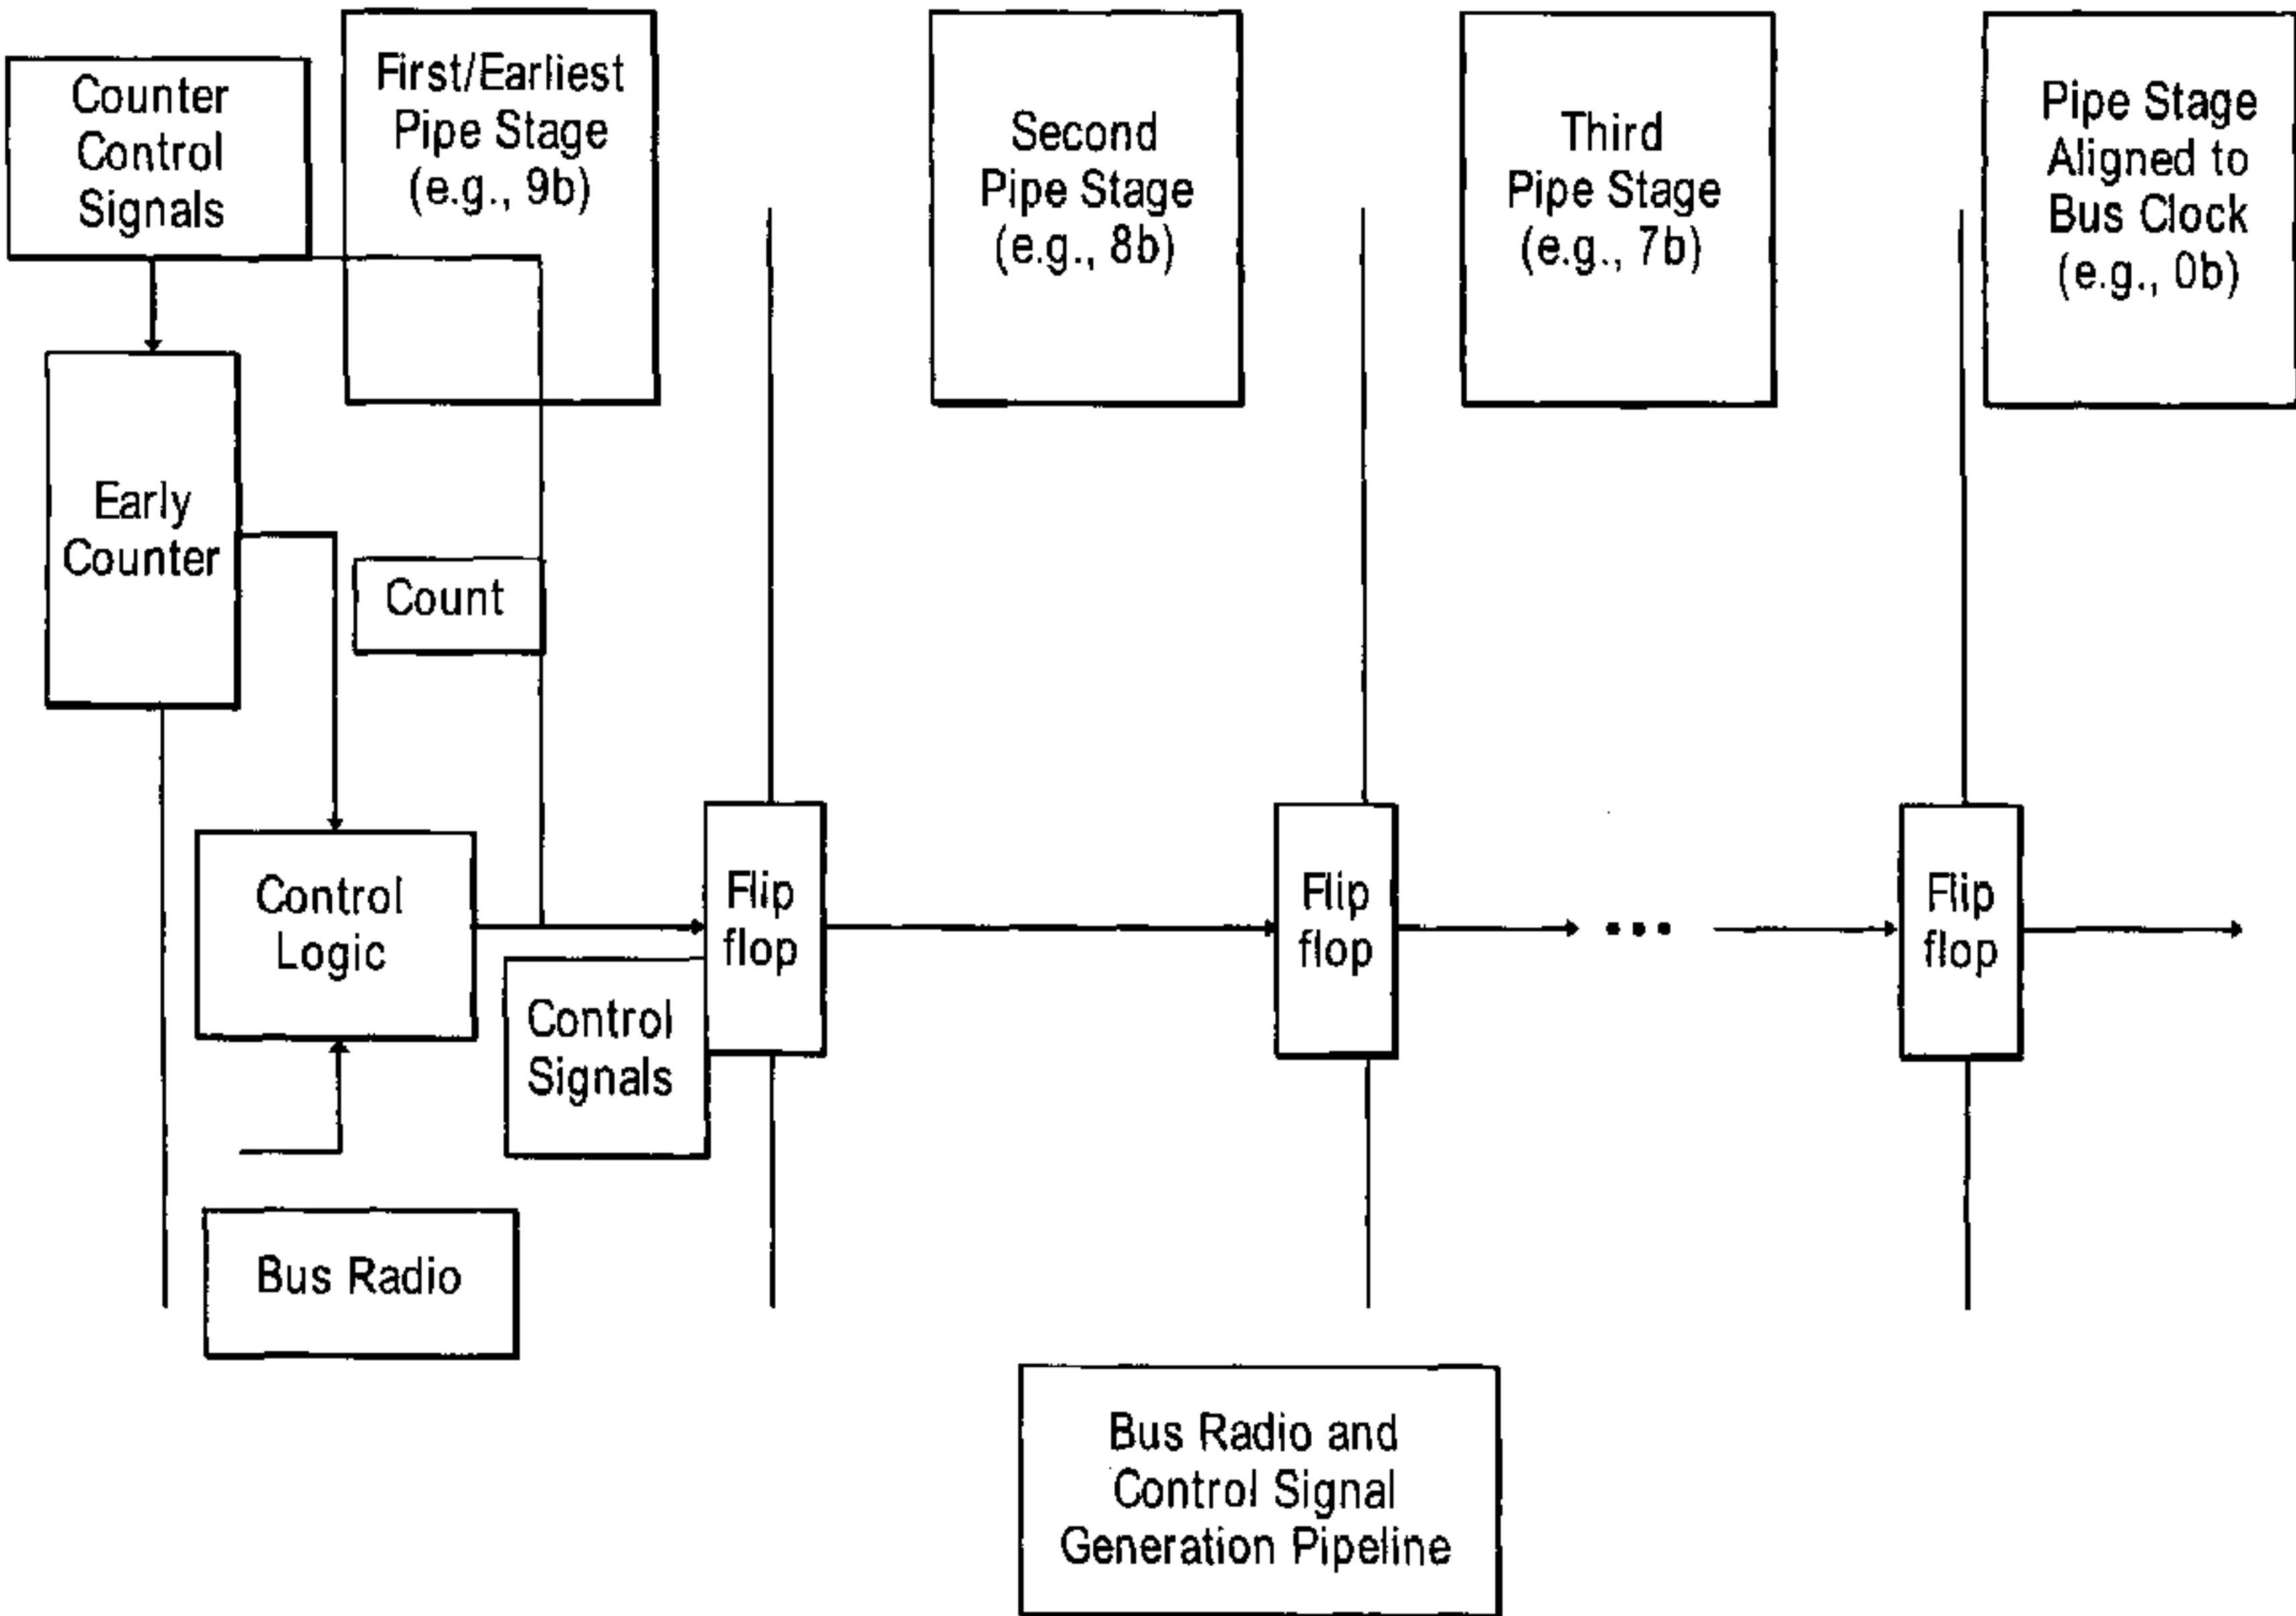 Counter
Control
Signals
First/Earliest
Pipe Stage
(e.g., 9b)
Second
Pipe Stage
(e.g., 8b)
Third
Pipe Stage
(e.g., 7b)
Pipe Stage
Aligned to
Bus Clock
(e.g., 0b)
Early
Counter
Count
Control
Logic
Flip
flop
Flip
flop
•••
Flip
flop
Control
Signals
Bus Radio
Bus Radio and
Control Signal
Generation Pipeline